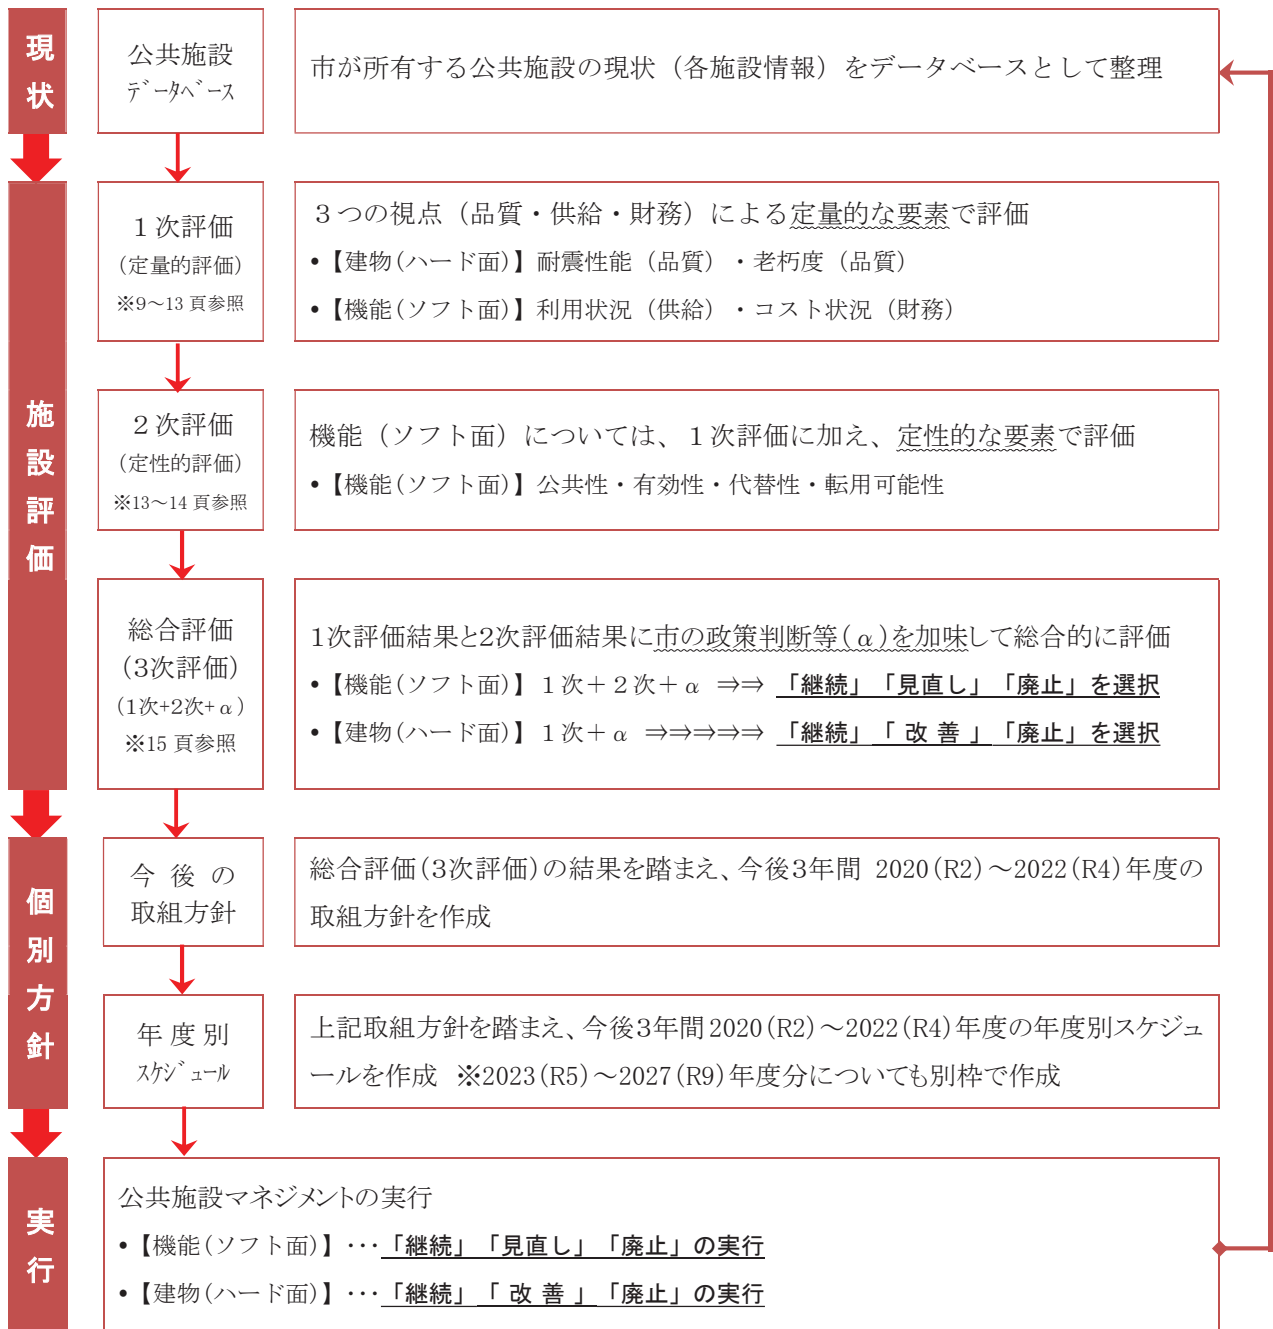 現状
公共施設
データベース
市が所有する公共施設の現状（各施設情報）をデータベースとして整理
施設評価
１次評価
（定量的評価）
※9～13 頁参照
３つの視点（品質・供給・財務）による定量的な要素で評価
•【建物(ハード面)】耐震性能（品質）・老朽度（品質）
•【機能(ソフト面)】利用状況（供給）・コスト状況（財務）
２次評価
（定性的評価）
※13～14 頁参照
機能（ソフト面）については、１次評価に加え、定性的な要素で評価
•【機能(ソフト面)】公共性・有効性・代替性・転用可能性
総合評価
（3次評価）
（1次+2次+α）
※15 頁参照
1次評価結果と2次評価結果に市の政策判断等(α)を加味して総合的に評価
•【機能(ソフト面)】１次＋２次＋α ⇒⇒ 「継続」「見直し」「廃止」を選択
•【建物(ハード面)】１次＋α ⇒⇒⇒⇒⇒ 「継続」「 改 善 」「廃止」を選択
個別方針
今 後 の
取組方針
総合評価(3次評価)の結果を踏まえ、今後3年間 2020(R2)～2022(R4)年度の
取組方針を作成
年 度 別
スケジュール
上記取組方針を踏まえ、今後3年間2020(R2)～2022(R4)年度の年度別スケジュ
ールを作成 ※2023(R5)～2027(R9)年度分についても別枠で作成
実行
公共施設マネジメントの実行
•【機能(ソフト面)】･･･「継続」「見直し」「廃止」の実行
•【建物(ハード面)】･･･「継続」「 改 善 」「廃止」の実行